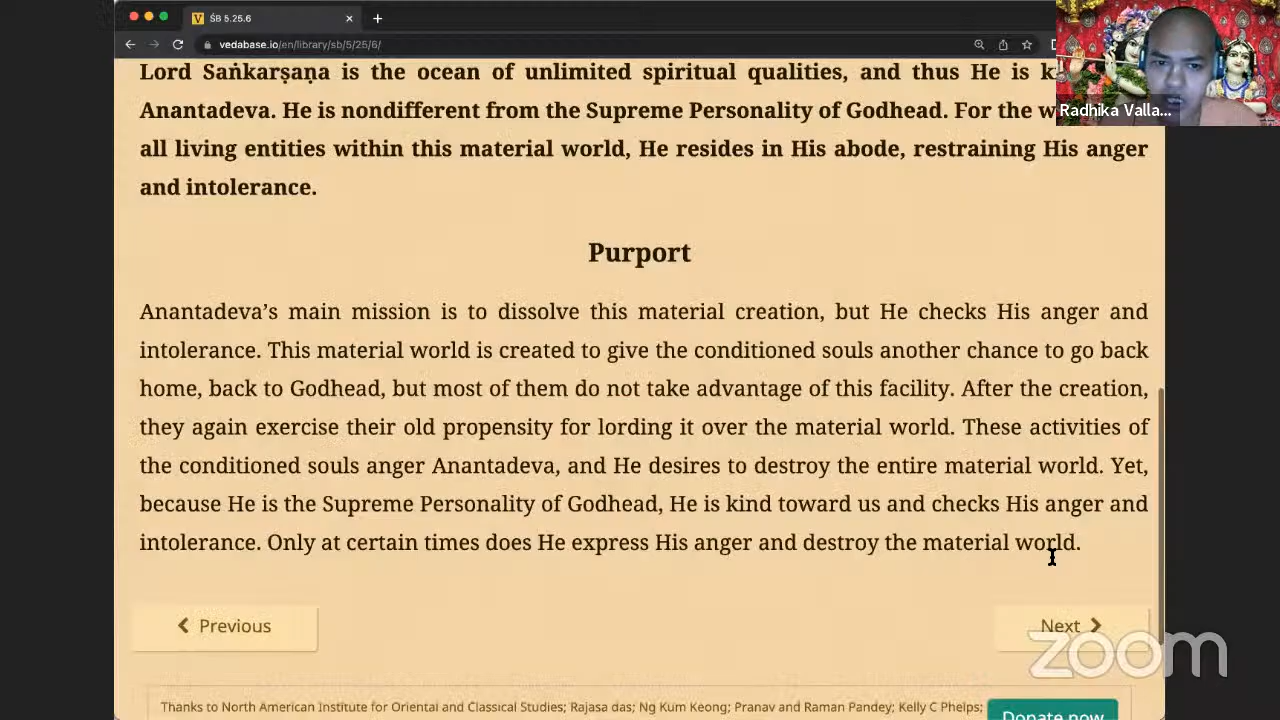 ŚB 5.25.6
vedabase.io/en/library/sb/5/25/6/
Lord Saṅkarṣaṇa is the ocean of unlimited spiritual qualities, and thus He is
Anantadeva. He is nondifferent from the Supreme Personality of Godhead. For the
all living entities within this material world, He resides in His abode, restraining His anger
and intolerance.
Radhika Valla...
Purport
Anantadeva’s main mission is to dissolve this material creation, but He checks His anger and
intolerance. This material world is created to give the conditioned souls another chance to go back
home, back to Godhead, but most of them do not take advantage of this facility. After the creation,
they again exercise their old propensity for lording it over the material world. These activities of
the conditioned souls anger Anantadeva, and He desires to destroy the entire material world. Yet,
because He is the Supreme Personality of Godhead, He is kind toward us and checks His anger and
intolerance. Only at certain times does He express His anger and destroy the material world.
Previous
Next
zoom
Thanks to North American Institute for Oriental and Classical Studies; Rajasa das; Ng Kum Keong; Pranav and Raman Pandey; Kelly C Phelps;
Donate now